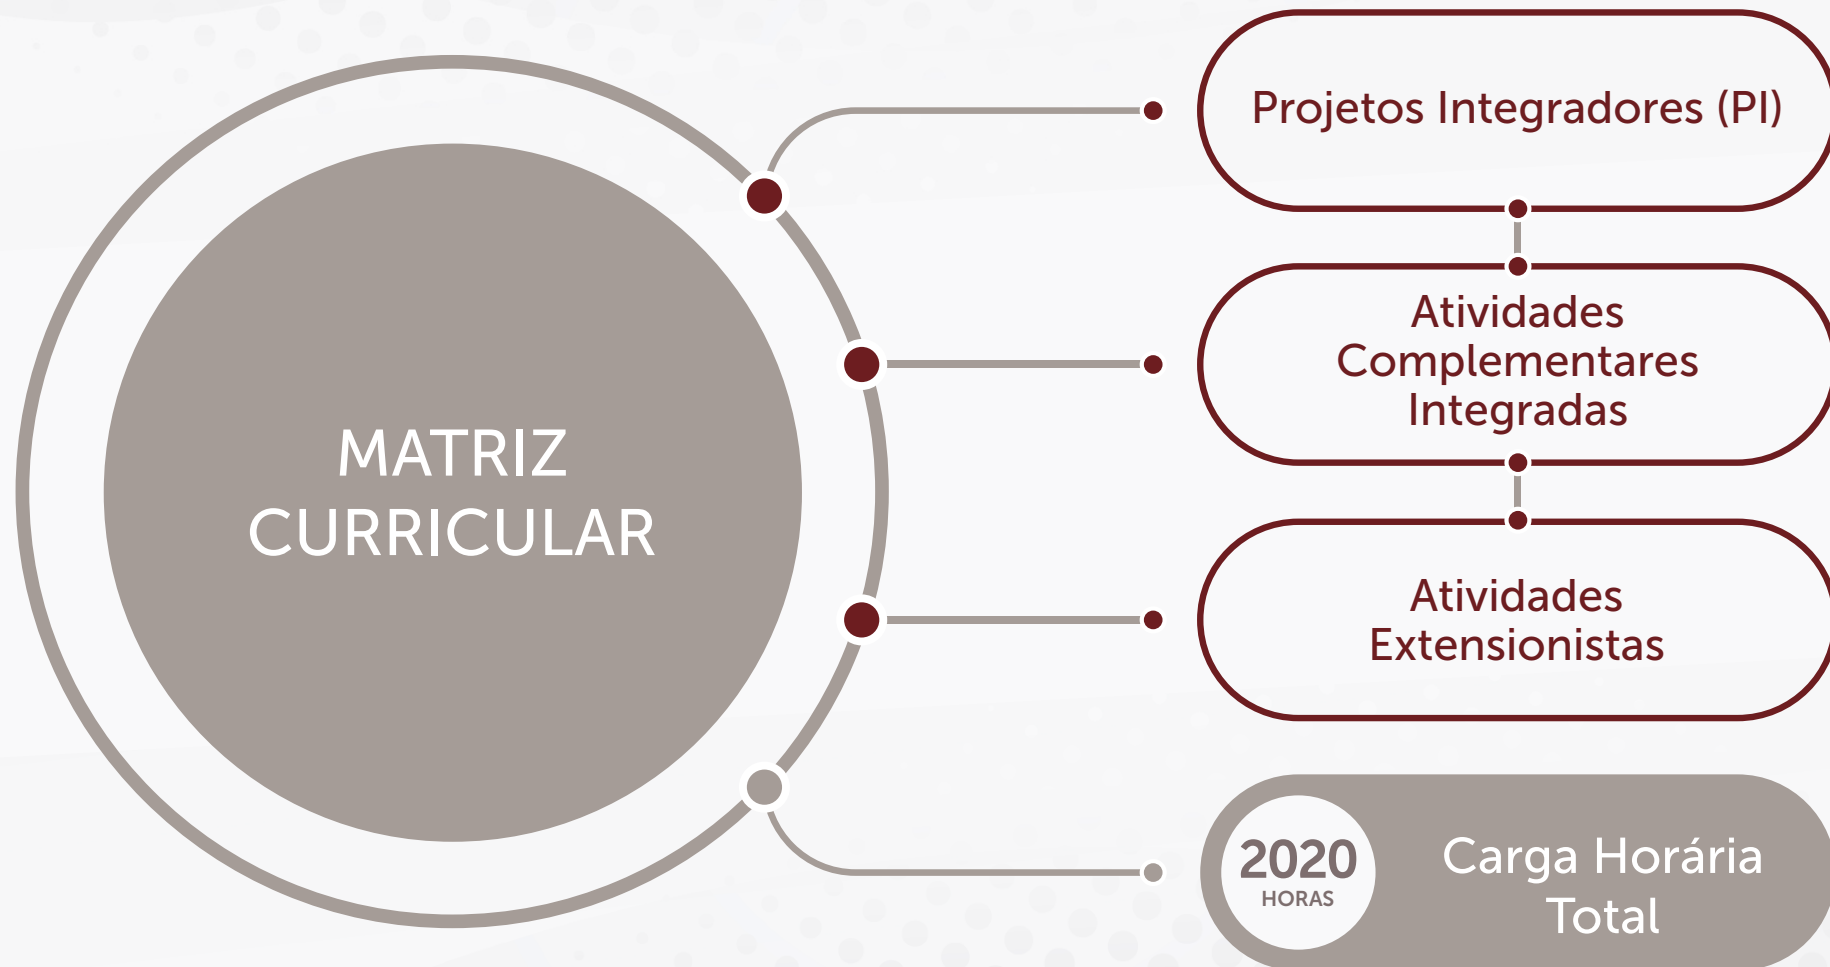 MATRIZ
CURRICULAR
Projetos Integradores (PI)
Atividades
Complementares
Integradas
Atividades
Extensionistas
2020
HORAS
Carga Horária
Total